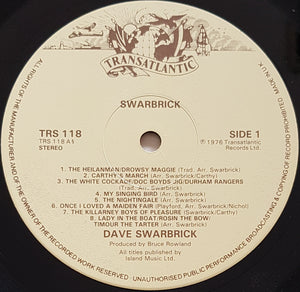 TRANSATLANTIC
SWARBRICK
TRS 118
TRS 118 A1
STEREO
SIDE 1
℗ 1976 Transatlantic
Records Ltd.
1. THE HEILANMAN/DROWSY MAGGIE (Trad. Arr. Swarbrick)
2. CARTHY'S MARCH (Arr. Swarbrick/Carthy)
3. THE WHITE COCKADE/DOC BOYDS JIG/DURHAM RANGERS
(Trad. Arr. Swarbrick)
4. MY SINGING BIRD (Arr. Swarbrick)
5. THE NIGHTINGALE (Arr. Swarbrick)
6. ONCE I LOVED A MAIDEN FAIR (Playford, Arr. Swarbrick/Nichol)
7. THE KILLARNEY BOYS OF PLEASURE (Swarbrick/Carthy)
8. LADY IN THE BOAT/ROSIN THE BOW/
TIMOUR THE TARTER (Arr. Swarbrick)
DAVE SWARBRICK
Produced by Bruce Rowland
All titles published by
Island Music Ltd.
ALL RIGHTS OF THE MANUFACTURER AND OF THE OWNER OF THE RECORDED WORK RESERVED · UNAUTHORISED PUBLIC PERFORMANCE BROADCASTING & COPYING OF THIS RECORD PROHIBITED. MADE IN U.K.